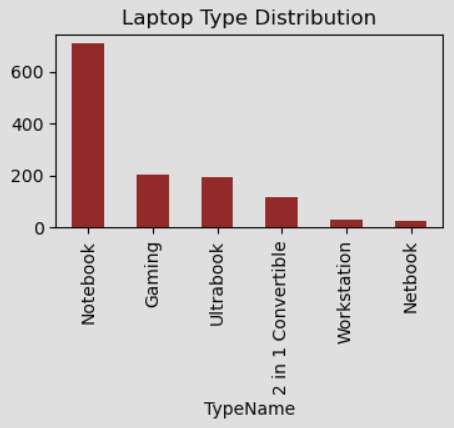 Laptop Type Distribution
600
400
200
0
Notebook
Gaming
Ultrabook
2 in 1 Convertible
Workstation
Netbook
TypeName